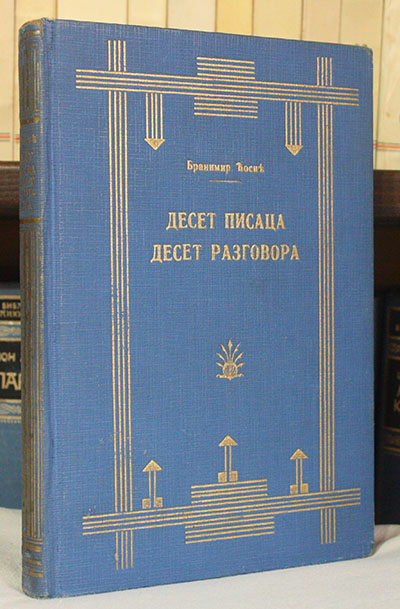 Бранимир Ћосић
ДЕСЕТ ПИСАЦА
ДЕСЕТ РАЗГОВОРА